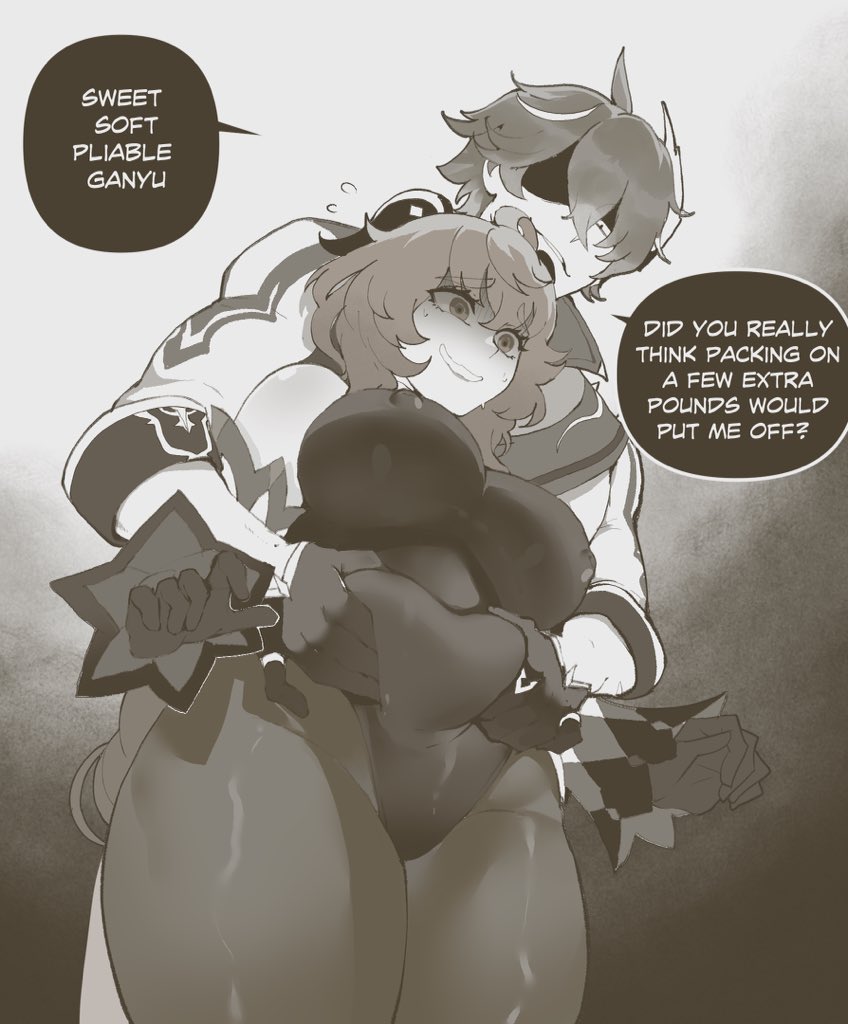 SWEET
SOFT
PLIABLE
GANYU
DID YOU REALLY
THINK PACKING ON
A FEW EXTRA
POUNDS WOULD
PUT ME OFF?